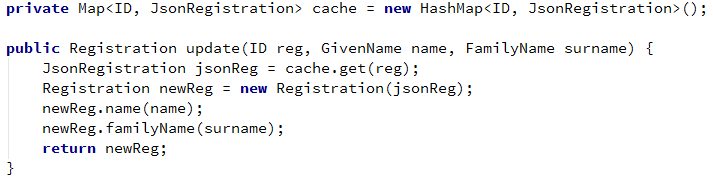 private Map<ID, JsonRegistration> cache = new HashMap<ID, JsonRegistration>();
public Registration update(ID reg, GivenName name, FamilyName surname) {
JsonRegistration jsonReg = cache.get(reg);
Registration newReg = new Registration(jsonReg);
newReg.name(name);
newReg.familyName(surname);
return newReg;
}